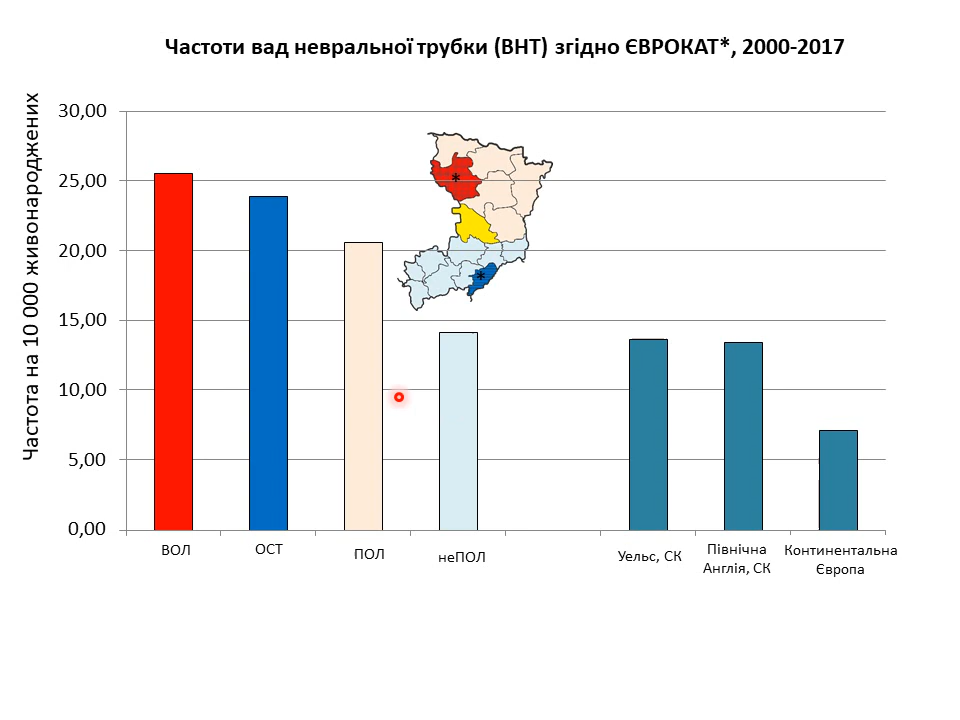 Частоти вад невральної трубки (ВНТ) згідно ЄВРОКАТ*, 2000-2017
Частота на 10 000 живонароджених
30,00
25,00
20,00
15,00
10,00
5,00
0,00
*
*
ВОЛ
ОСТ
ПОЛ
неПОЛ
Уельс, СК
Північна
Англія, СК
Континентальна
Європа